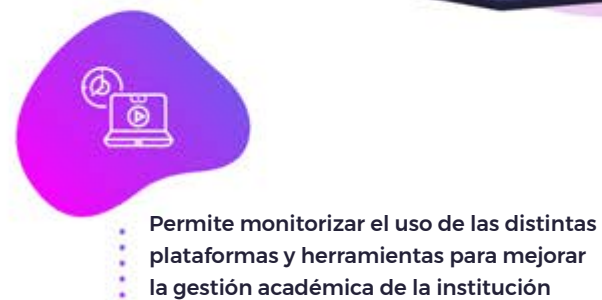 Permite monitorizar el uso de las distintas
plataformas y herramientas para mejorar
la gestión académica de la institución